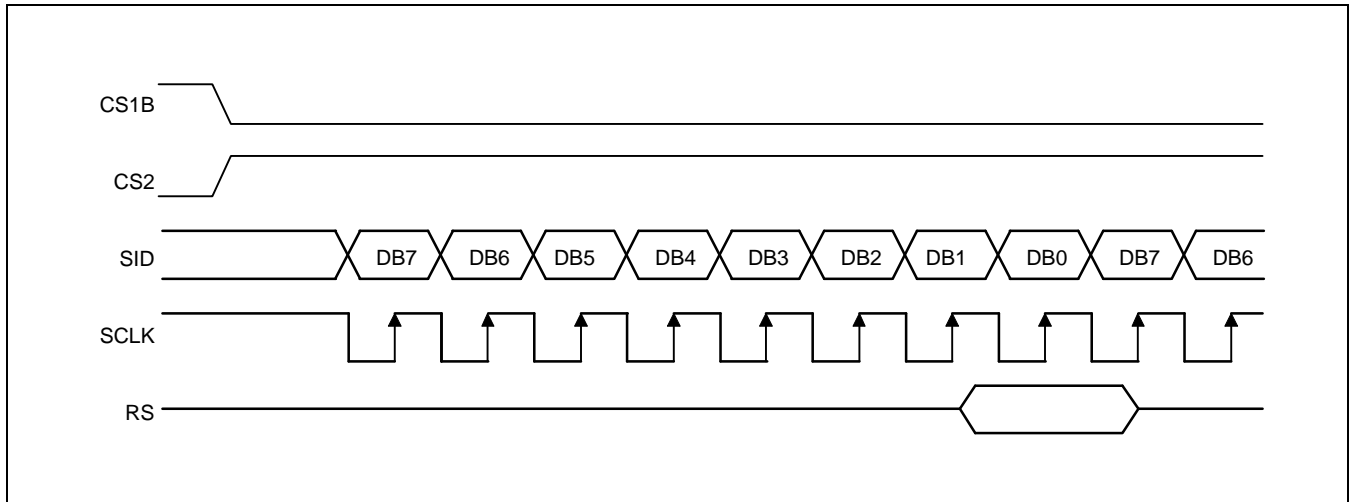 CS1B
CS2
SID DB7 DB6 DB5 DB4 DB3 DB2 DB1 DB0 DB7 DB6
SCLK
RS